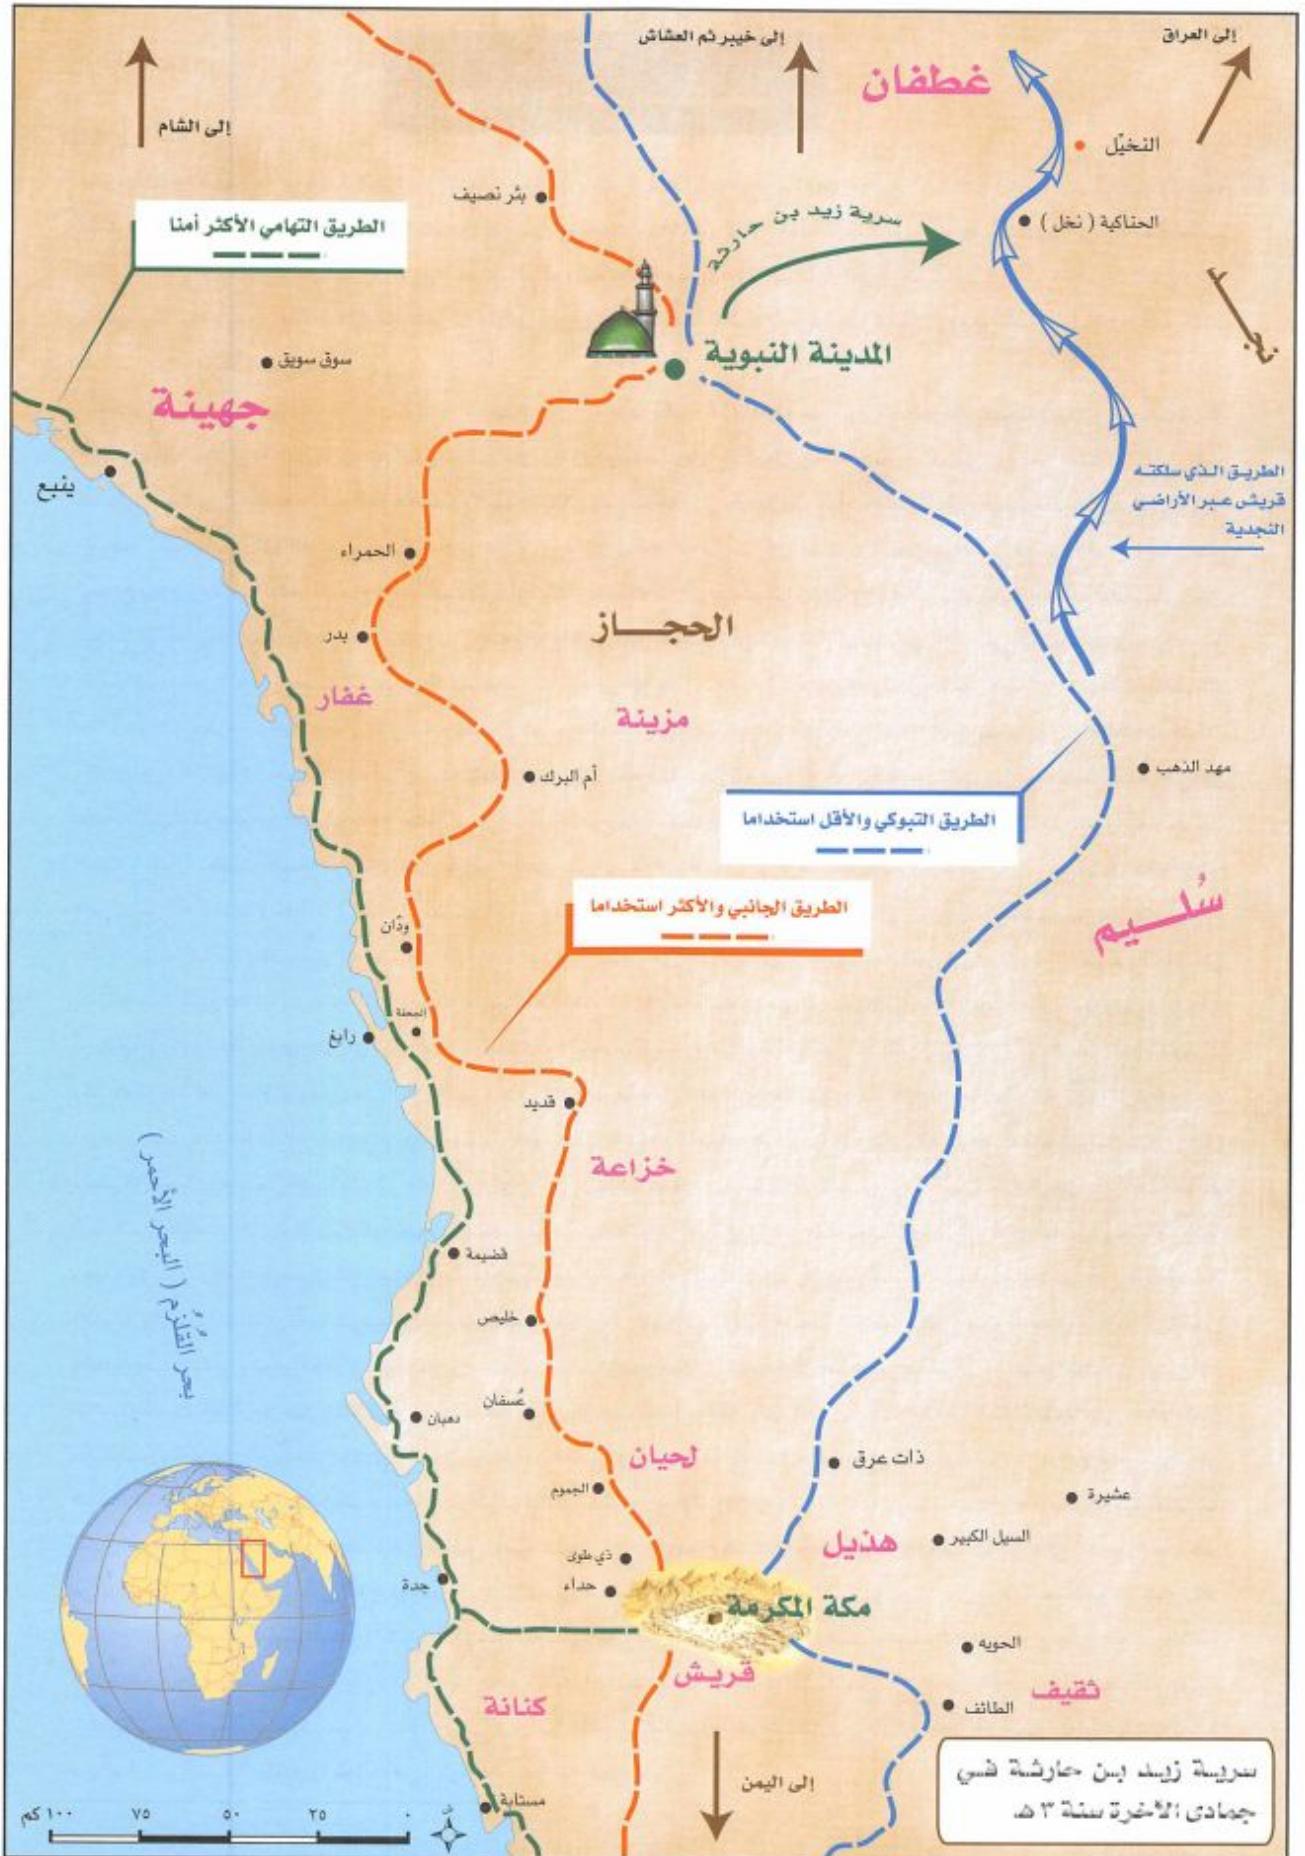 إلى العراق
إلى خيبر ثم العشاش
غطفان
إلى الشام
النخيّل
بئر نصيف
الطريق التهامي الأكثر أمنا
سرية زيد بن حارثة
الحناكية ( نخل )
نجد
سوق سويق
المدينة النبوية
جهينة
ينبع
الطريق الذي سلكته
قريش عبر الأراضي
النجدية
الحمراء
الحجاز
بدر
غفار
مزينة
أم البرك
مهد الذهب
الطريق التبوكي والأقل استخداما
الطريق الجانبي والأكثر استخداما
سُليم
ودّان
الجحفة
رابغ
قديد
خزاعة
بحر القُلزُم ( البحر الأحمر )
قضيمة
خليص
عُسفان
دهبان
لحيان
ذات عرق
الجموم
عشيرة
هذيل
السيل الكبير
ذي طوى
جدة
حداء
مكة المكرمة
الحويه
قريش
ثقيف
كنانة
الطائف
إلى اليمن
مستابة
سرية زيد بن حارثة في
جمادى الآخرة سنة ٣ هـ
١٠٠ كم ٧٥ ٥٠ ٢٥ ٠